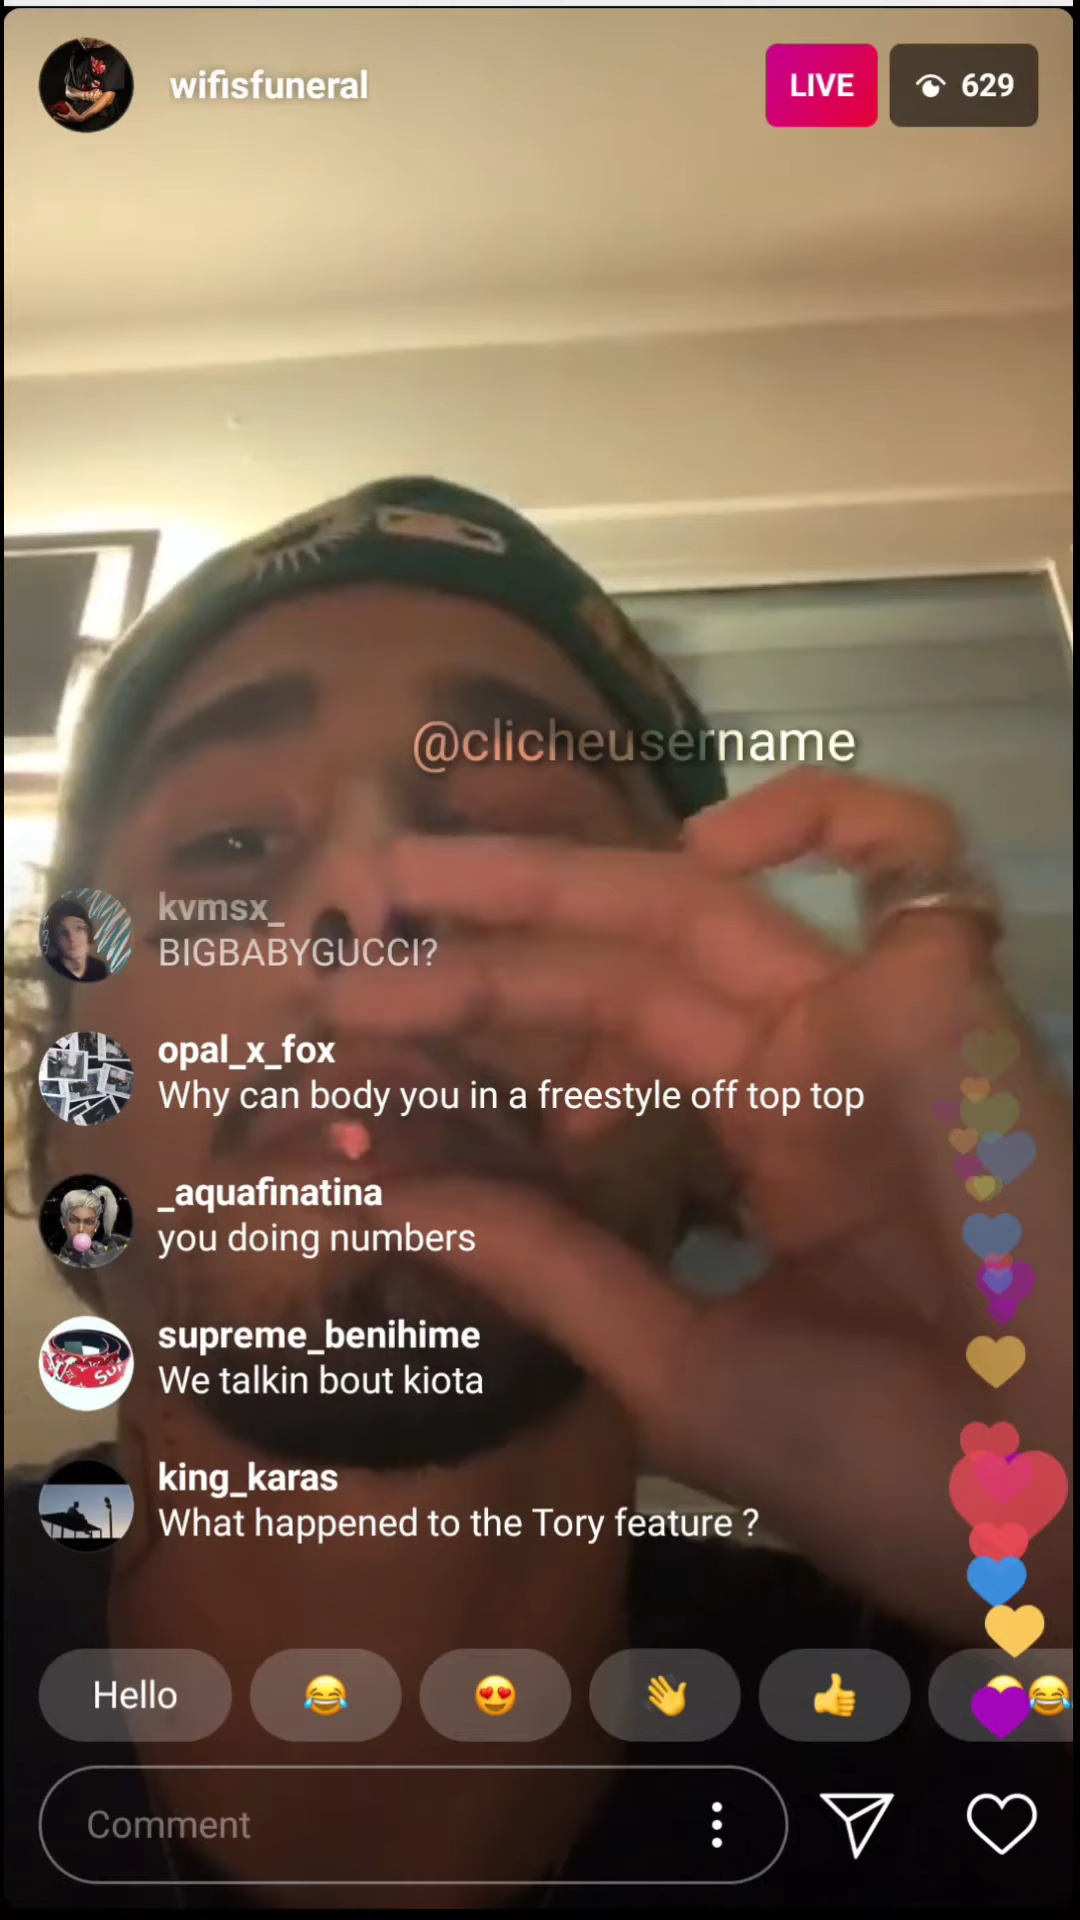 wifisfuneral
LIVE
629
@clicheusername
kvmsx_
BIGBABYGUCCI?
opal_x_fox
Why can body you in a freestyle off top top
_aquafinatina
you doing numbers
supreme_benihime
We talkin bout kiota
king_karas
What happened to the Tory feature ?
Hello
Comment